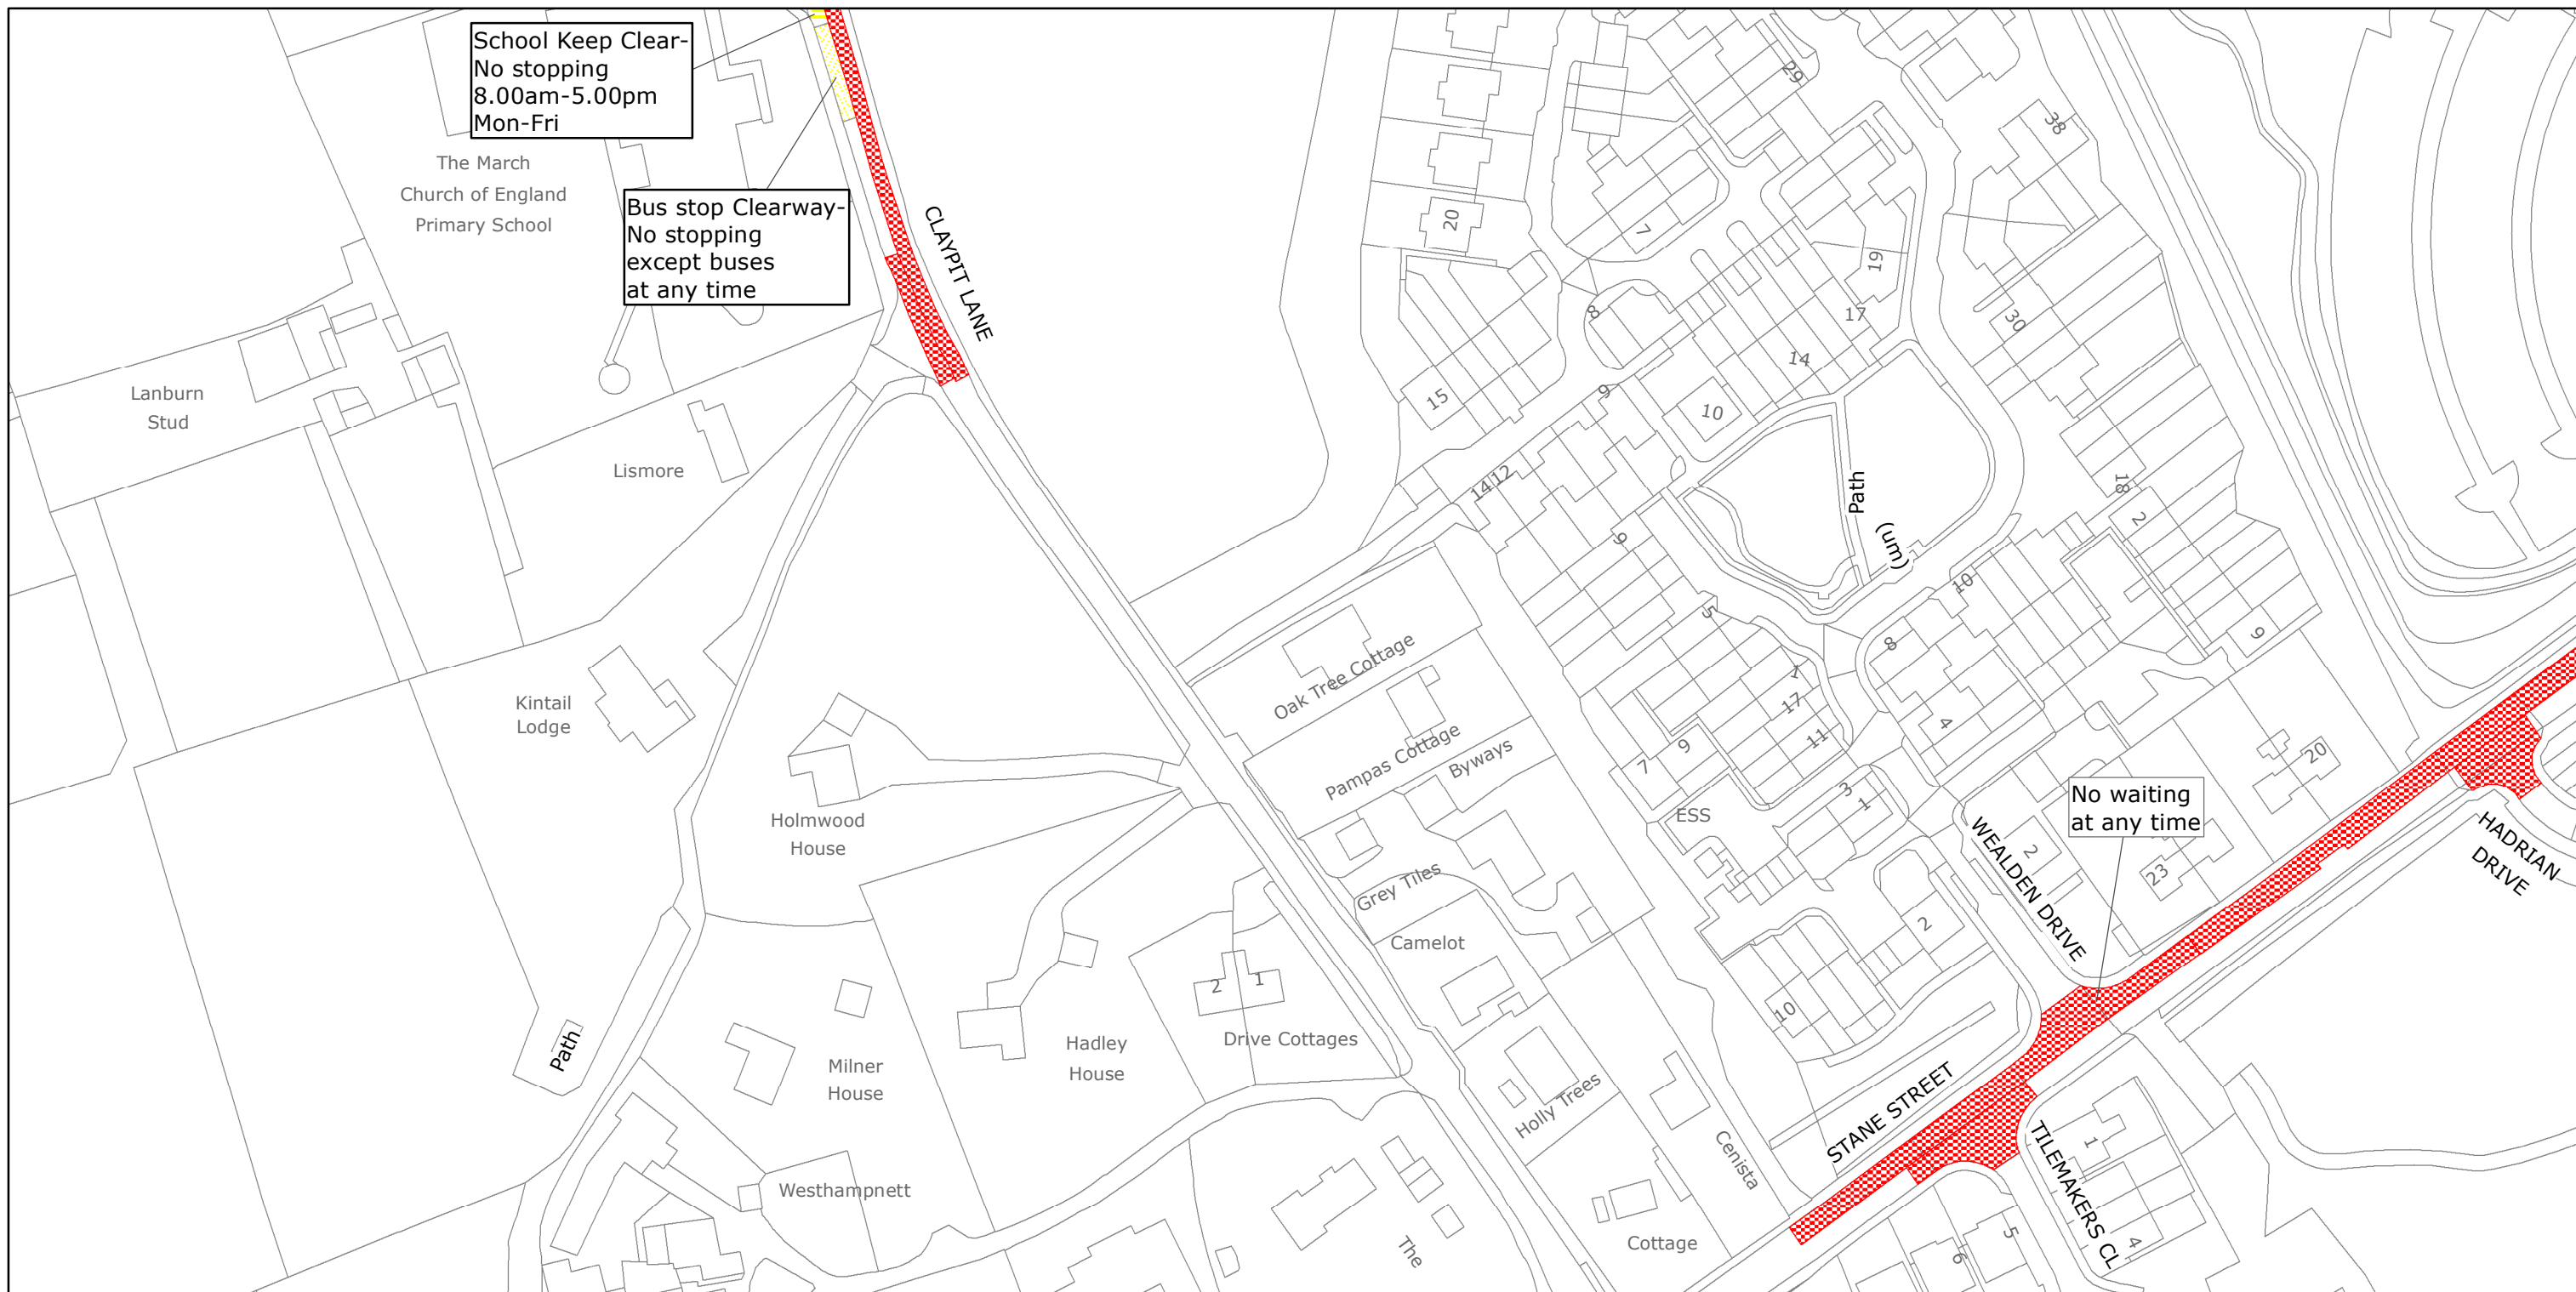 School Keep Clear-
No stopping
8.00am-5.00pm
Mon-Fri
The March
Church of England
Primary School
Bus stop Clearway-
No stopping
except buses
at any time
CLAYPIT LANE
Lanburn
Stud
Lismore
Kintail
Lodge
Holmwood
House
Path
Milner
House
Westhampnett
Hadley
House
2
1
Drive Cottages
Oak Tree Cottage
Pampas Cottage
Byways
Grey Tiles
Camelot
Holly Trees
Cenista
Cottage
The
20
15
7
8
29
38
19
17
14
10
30
9
14
12
Path
(um)
18
2
9
9
5
10
8
4
1
17
11
9
7
ESS
3
1
2
10
2
23
20
No waiting
at any time
WEALDEN DRIVE
HADRIAN
DRIVE
STANE STREET
TILEMAKERS CL
1
4
5
6